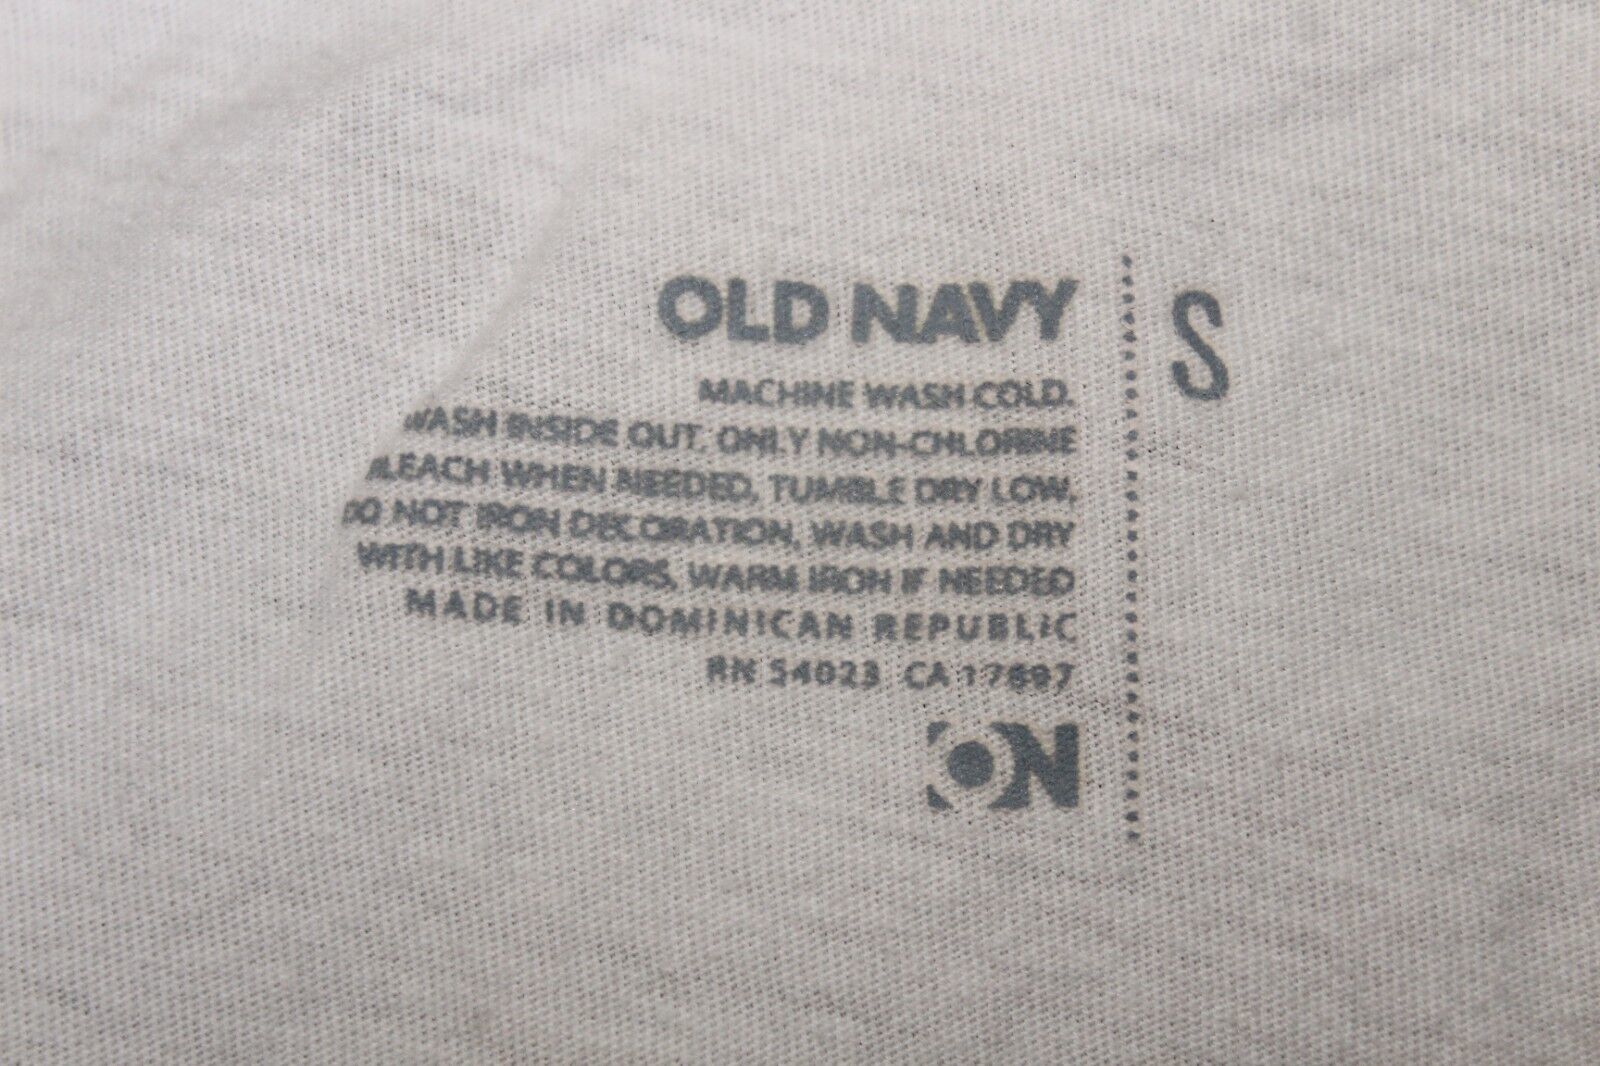 OLD NAVY
S
MACHINE WASH COLD.
WASH INSIDE OUT, ONLY NON-CHLORINE
BLEACH WHEN NEEDED, TUMBLE DRY LOW,
DO NOT IRON DECORATION, WASH AND DRY
WITH LIKE COLORS, WARM IRON IF NEEDED
MADE IN DOMINICAN REPUBLIC
RN 54023 CA 17897
ON